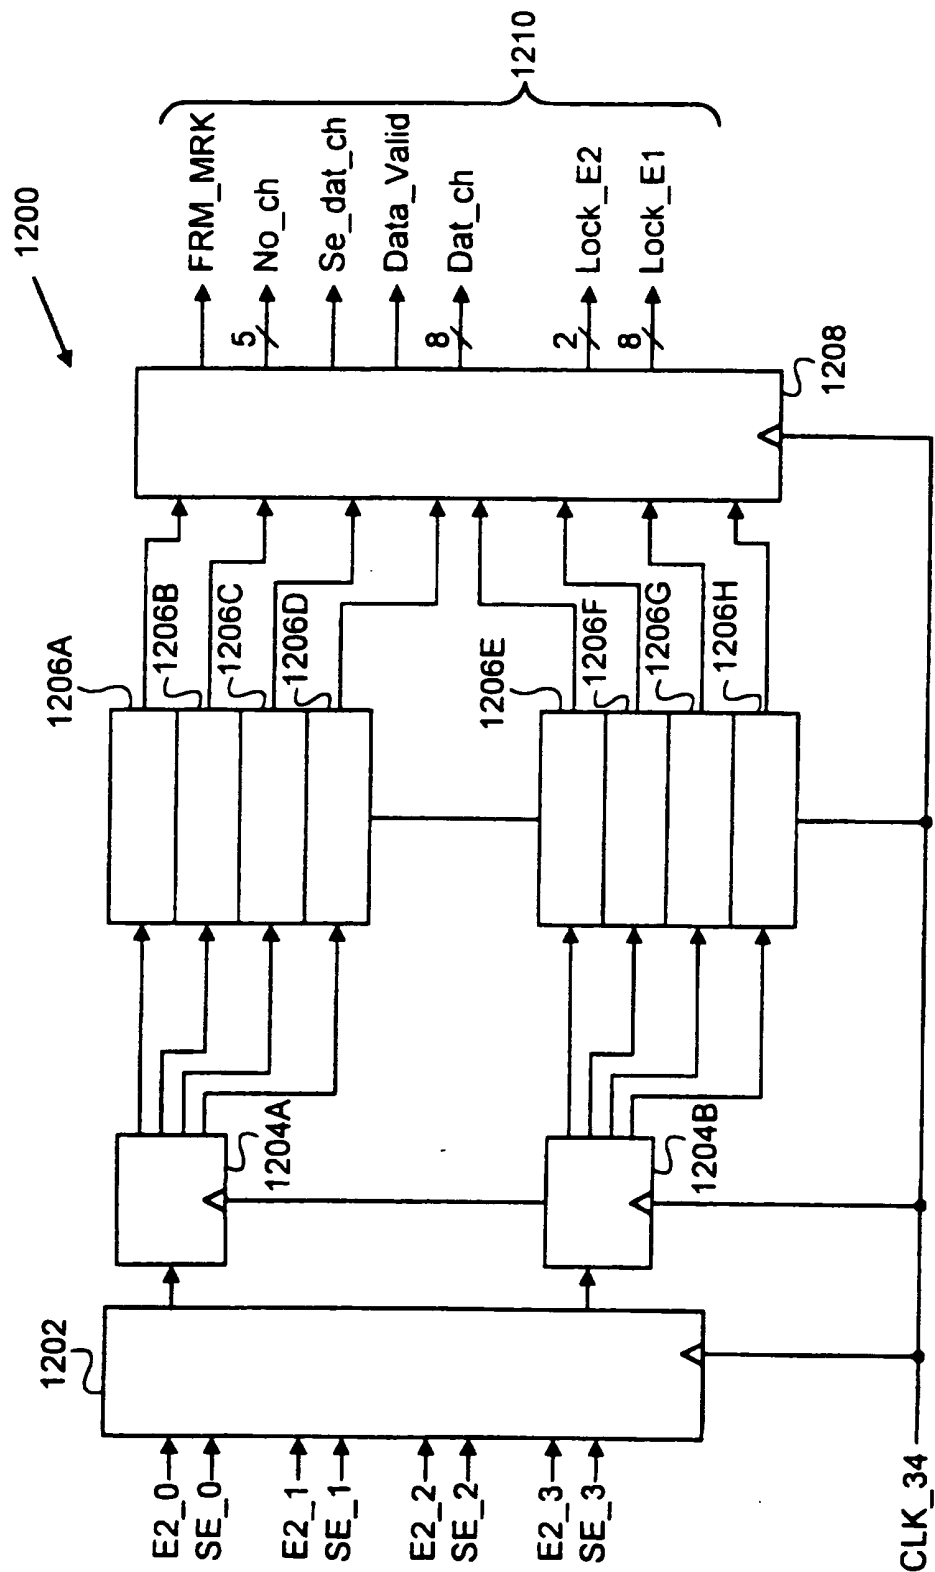 1200
1202
E2_0
SE_0
E2_1
SE_1
E2_2
SE_2
E2_3
SE_3
CLK_34
1204A
1204B
1206A
1206B
1206C
1206D
1206E
1206F
1206G
1206H
1208
FRM_MRK
5
No_ch
Se_dat_ch
Data_Valid
8
Dat_ch
2
Lock_E2
8
Lock_E1
1210